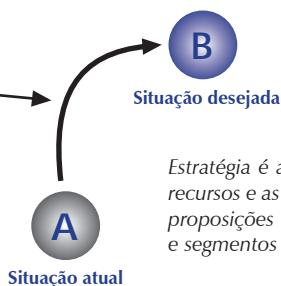 B
Situação desejada
Estratégia é a
recursos e as
proposições
e segmentos
A
Situação atual